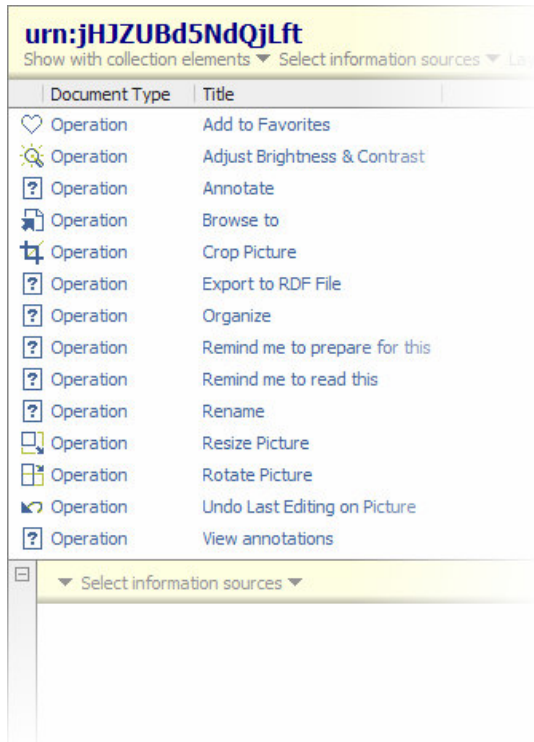 urn:jHJZUBd5NdQjLft
Show with collection elements ▼ Select information sources ▼
Document Type Title
Operation Add to Favorites
Operation Adjust Brightness & Contrast
Operation Annotate
Operation Browse to
Operation Crop Picture
Operation Export to RDF File
Operation Organize
Operation Remind me to prepare for this
Operation Remind me to read this
Operation Rename
Operation Resize Picture
Operation Rotate Picture
Operation Undo Last Editing on Picture
Operation View annotations
▼ Select information sources ▼